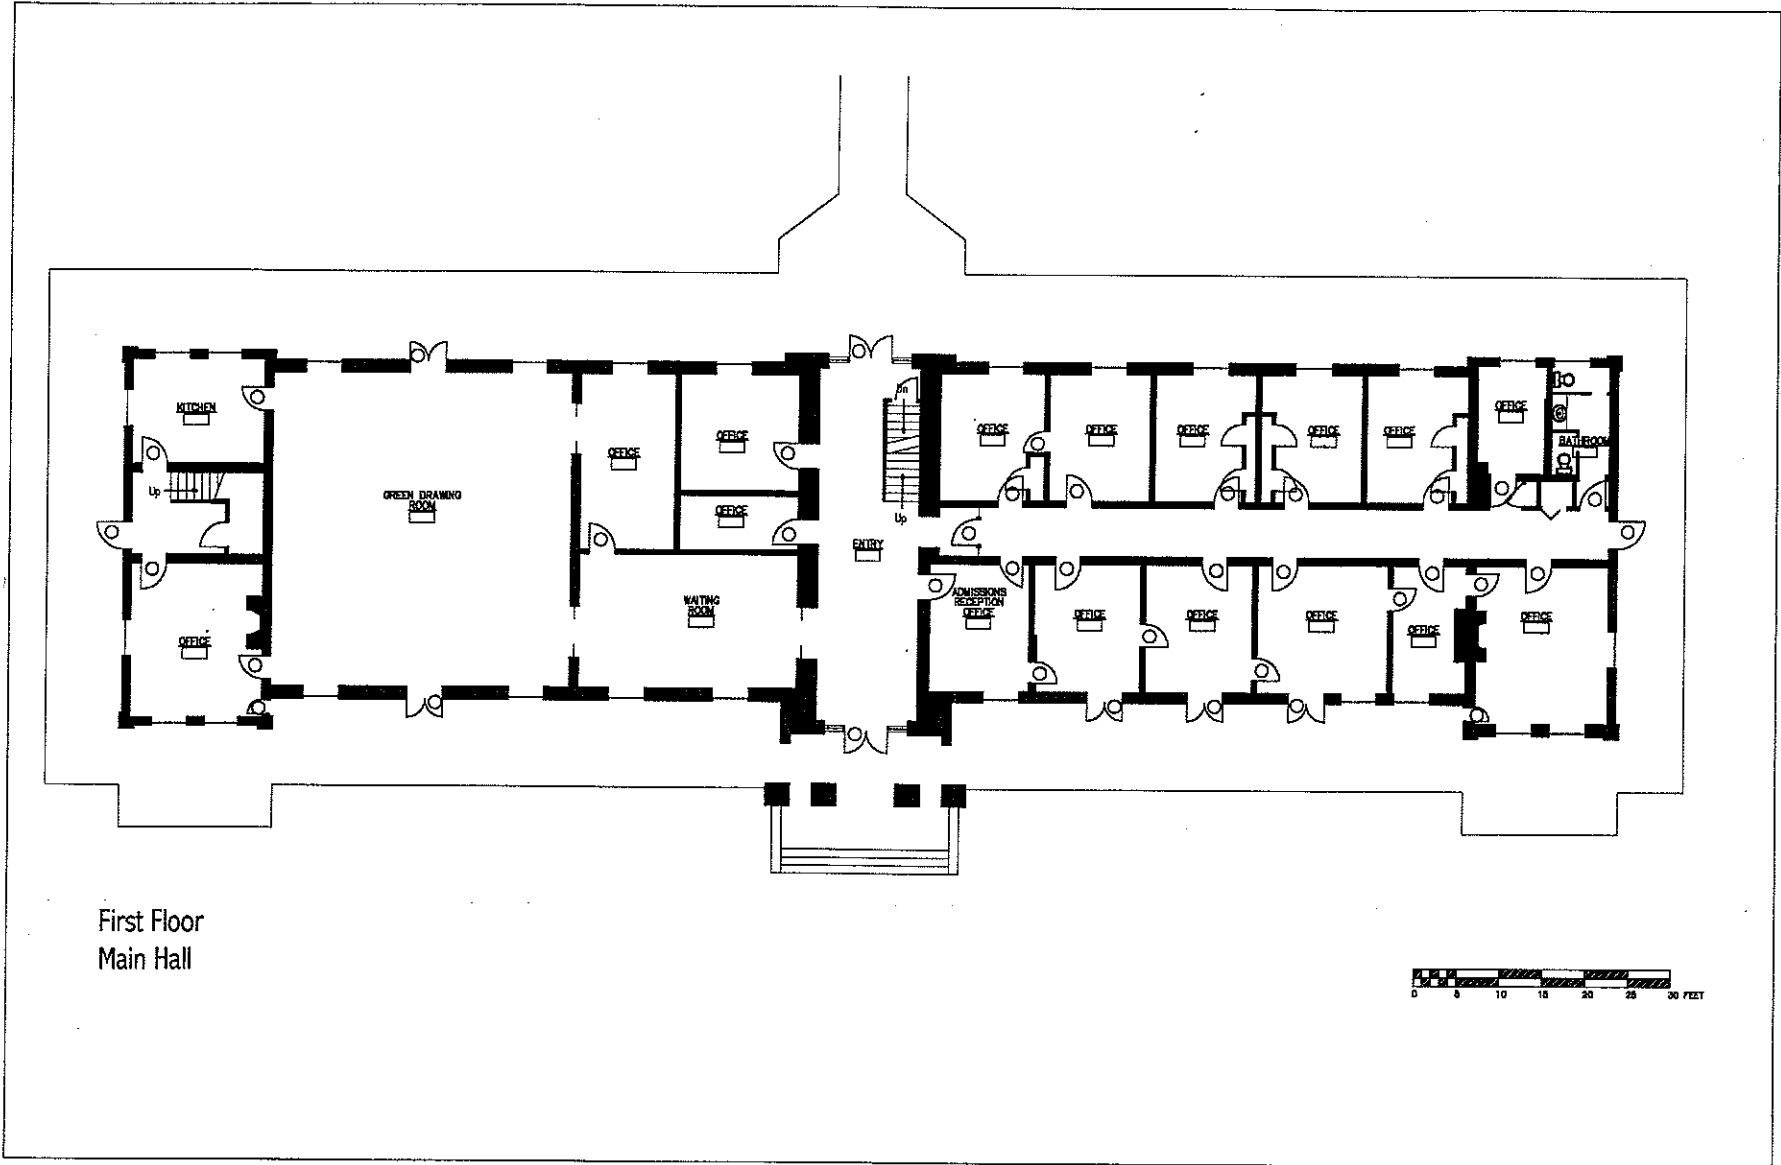 Dn
KITCHEN
OFFICE
OFFICE
OFFICE
OFFICE
OFFICE
OFFICE
OFFICE
OFFICE
BATHROOM
Up
GREEN DRAWING
ROOM
OFFICE
Up
ENTRY
WAITING
ROOM
ADMISSIONS
RECEPTION
OFFICE
OFFICE
OFFICE
OFFICE
OFFICE
OFFICE
OFFICE
First Floor
Main Hall
0 5 10 15 20 25 30 FEET